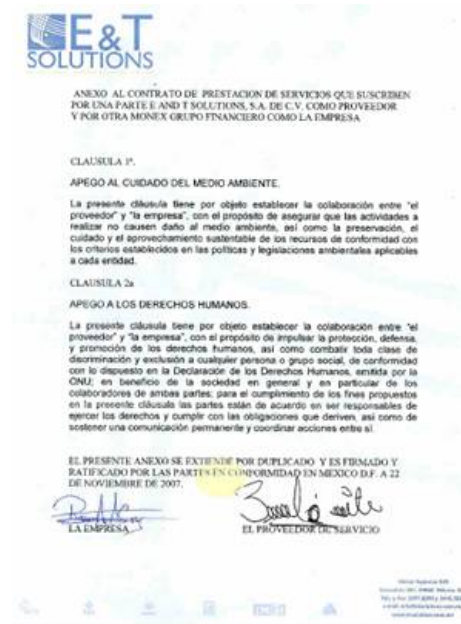 E&T
SOLUTIONS
ANEXO AL CONTRATO DE PRESTACION DE SERVICIOS QUE SUSCRIBEN
POR UNA PARTE E AND T SOLUTIONS, S.A. DE C.V. COMO PROVEEDOR
Y POR OTRA MONEX GRUPO FINANCIERO COMO LA EMPRESA
CLAUSULA 1ª.
APEGO AL CUIDADO DEL MEDIO AMBIENTE.
La presente cláusula tiene por objeto establecer la colaboración entre "el
proveedor" y "la empresa", con el propósito de asegurar que las actividades a
realizar no causen daño al medio ambiente, así como la preservación, el
cuidado y el aprovechamiento sustentable de los recursos de conformidad con
los criterios establecidos en las políticas y legislaciones ambientales aplicables
a cada entidad.
CLAUSULA 2a
APEGO A LOS DERECHOS HUMANOS.
La presente cláusula tiene por objeto establecer la colaboración entre "el
proveedor" y "la empresa", con el propósito de impulsar la protección, defensa,
y promoción de los derechos humanos, así como combatir toda clase de
discriminación y exclusión a cualquier persona o grupo social, de conformidad
con lo dispuesto en la Declaración de los Derechos Humanos, emitida por la
ONU; en beneficio de la sociedad en general y en particular de los
colaboradores de ambas partes; para el cumplimiento de los fines propuestos
en la presente cláusula las partes están de acuerdo en ser responsables de
ejercer los derechos y cumplir con las obligaciones que deriven, así como de
sostener una comunicación permanente y coordinar acciones entre sí.
EL PRESENTE ANEXO SE EXTIENDE POR DUPLICADO Y ES FIRMADO Y
RATIFICADO POR LAS PARTES EN CONFORMIDAD EN MEXICO D.F. A 22
DE NOVIEMBRE DE 2007.
LA EMPRESA
EL PROVEEDOR DE SERVICIO